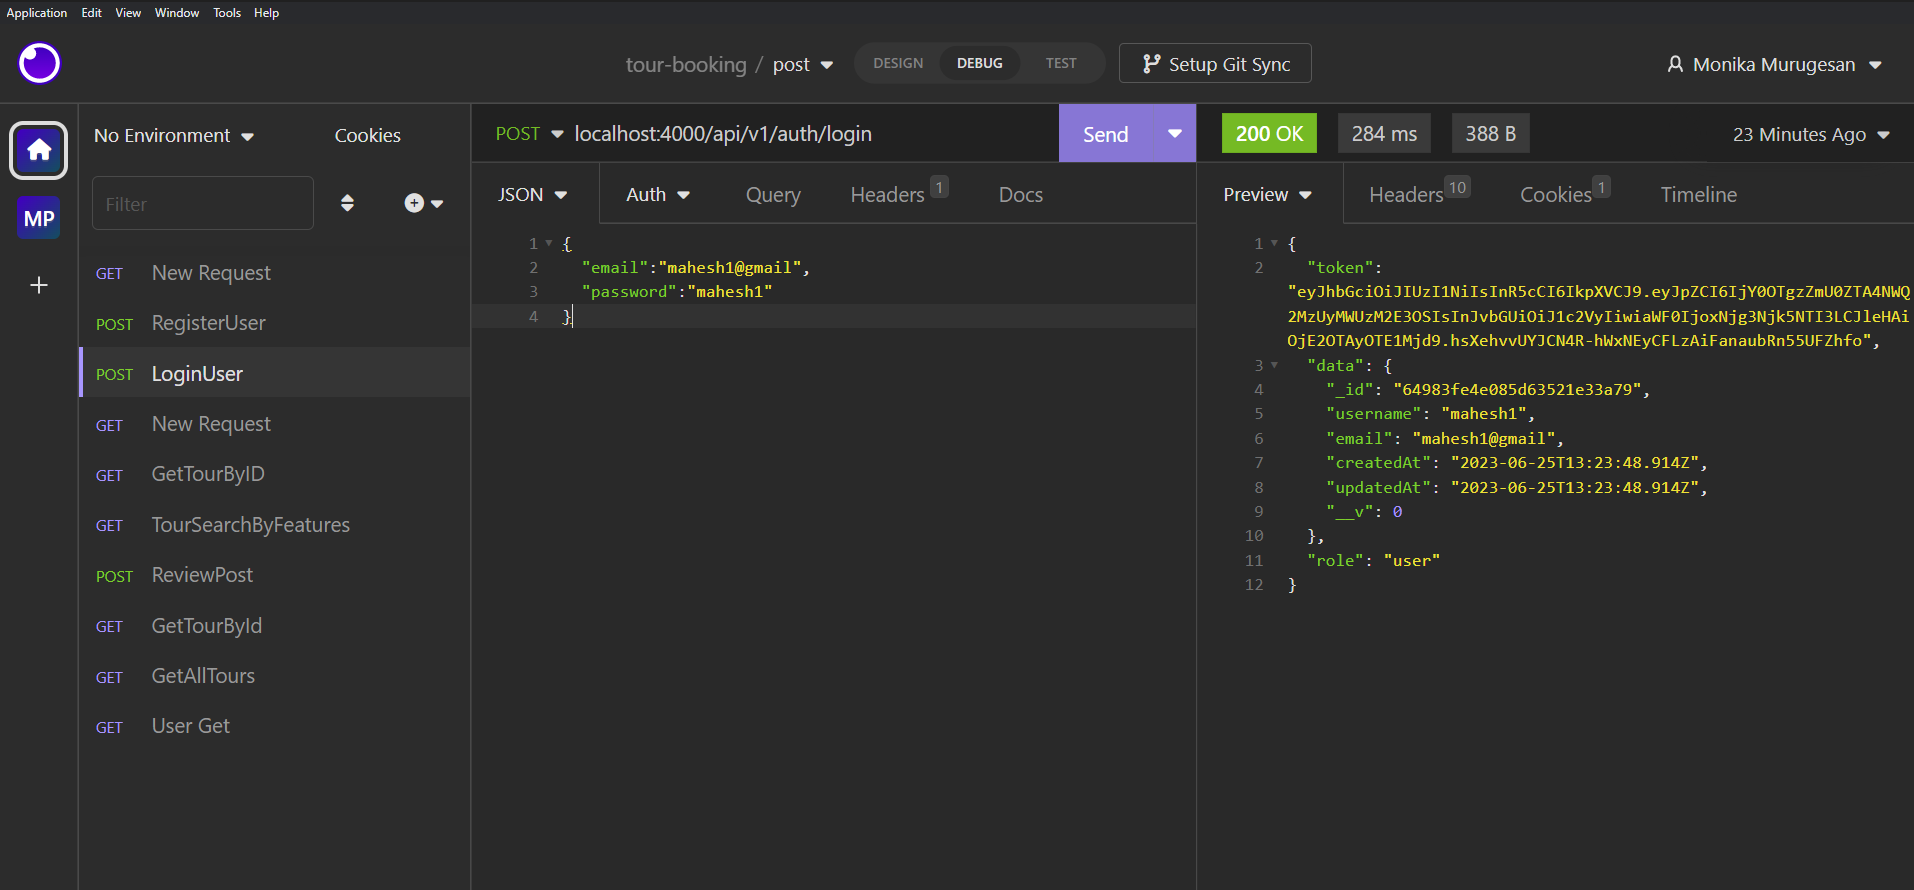 Application Edit View Window Tools Help
tour-booking / post
DESIGN DEBUG TEST
Setup Git Sync
Monika Murugesan
MP
No Environment
Cookies
Filter
GET New Request
POST RegisterUser
POST LoginUser
GET New Request
GET GetTourByID
GET TourSearchByFeatures
POST ReviewPost
GET GetTourById
GET GetAllTours
GET User Get
POST localhost:4000/api/v1/auth/login
Send
JSON Auth Query Headers 1 Docs
1 {
2 "email":"mahesh1@gmail",
3 "password":"mahesh1"
4 }
200 OK 284 ms 388 B 23 Minutes Ago
Preview Headers 10 Cookies 1 Timeline
1 {
2 "token":
"eyJhbGciOiJIUzI1NiIsInR5cCI6IkpXVCJ9.eyJpZCI6IjY0OTgzZmU0ZTA4NWQ
2MzUyMWUzM2E3OSIsInJvbGUiOiJ1c2VyIiwiaWF0IjoxNjg3Njk5NTI3LCJleHAi
OjE2OTAyOTE1Mjd9.hsXehvvUYJCN4R-hWxNEyCFLzAiFanaubRn55UFZhfo",
3 "data": {
4 "_id": "64983fe4e085d63521e33a79",
5 "username": "mahesh1",
6 "email": "mahesh1@gmail",
7 "createdAt": "2023-06-25T13:23:48.914Z",
8 "updatedAt": "2023-06-25T13:23:48.914Z",
9 "__v": 0
10 },
11 "role": "user"
12 }